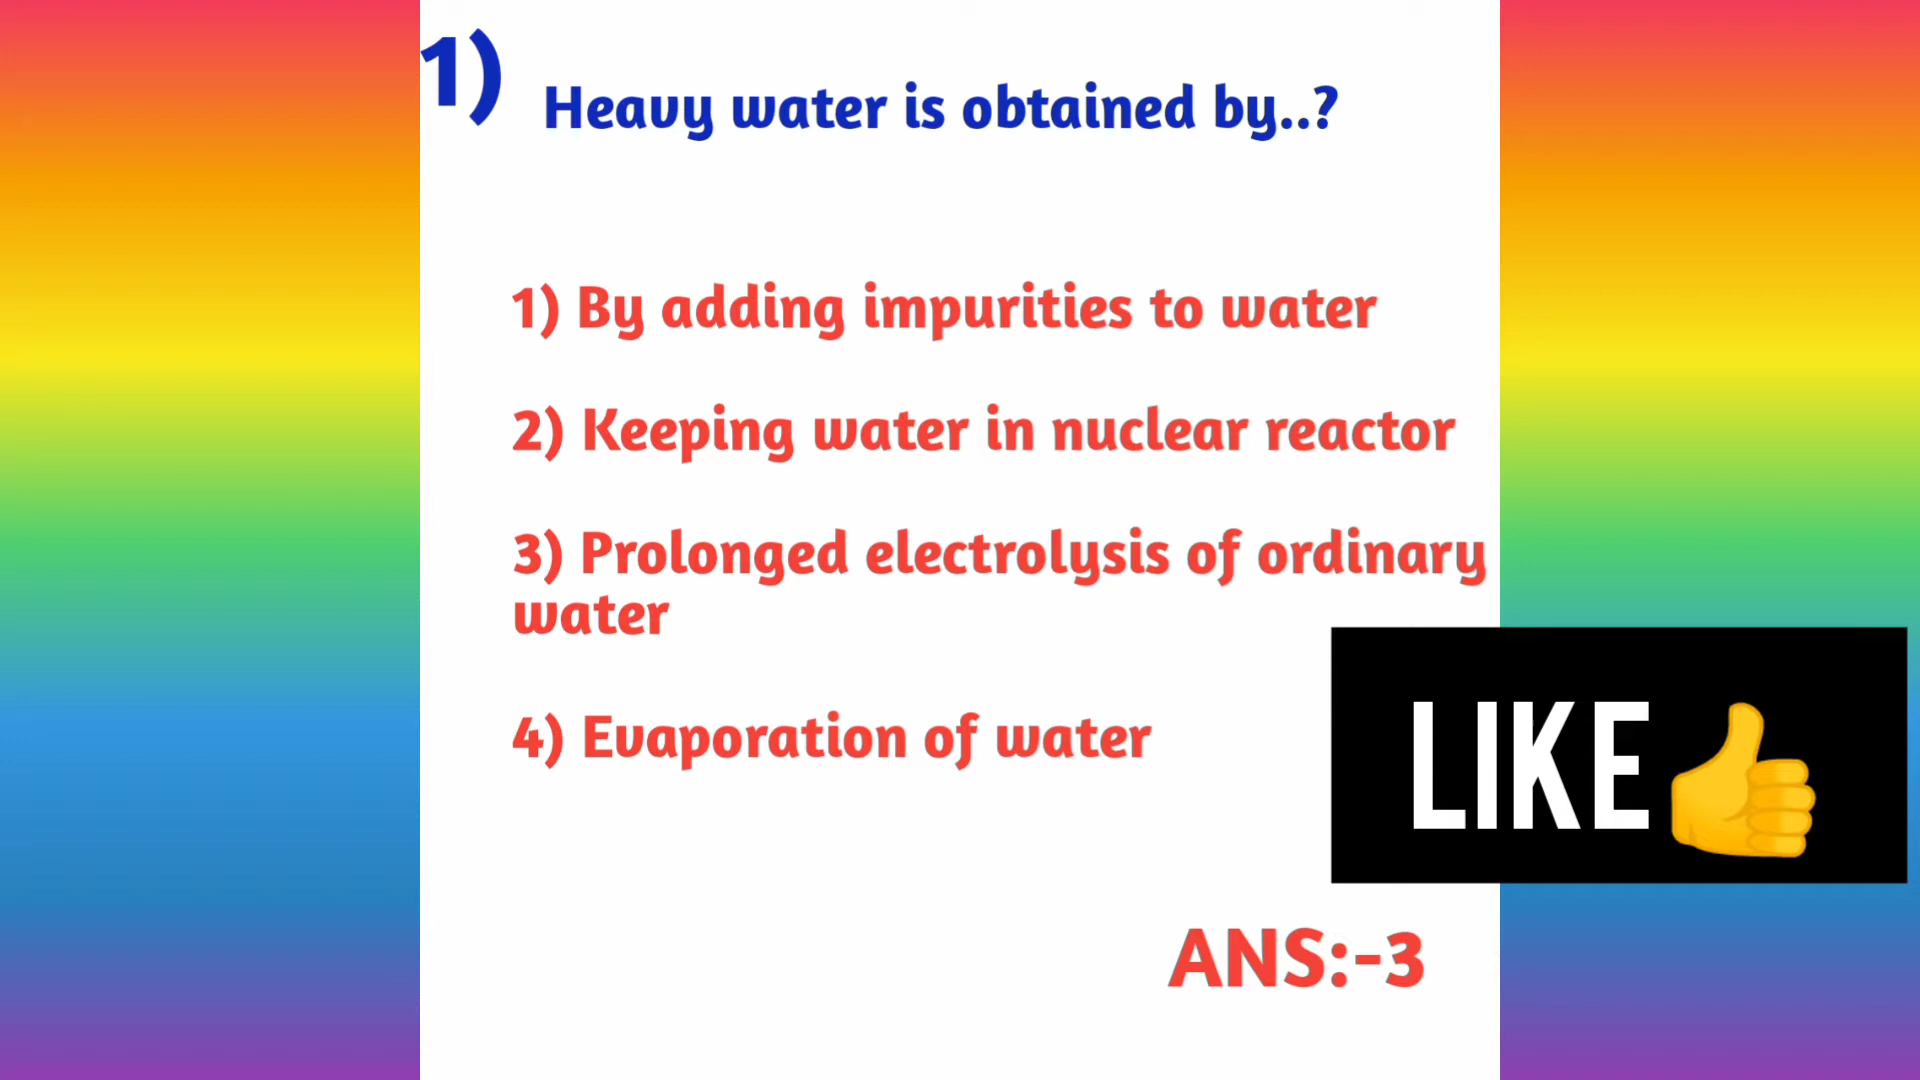 1)
Heavy water is obtained by..?
1) By adding impurities to water
2) Keeping water in nuclear reactor
3) Prolonged electrolysis of ordinary
water
4) Evaporation of water
LIKE👍
ANS:-3